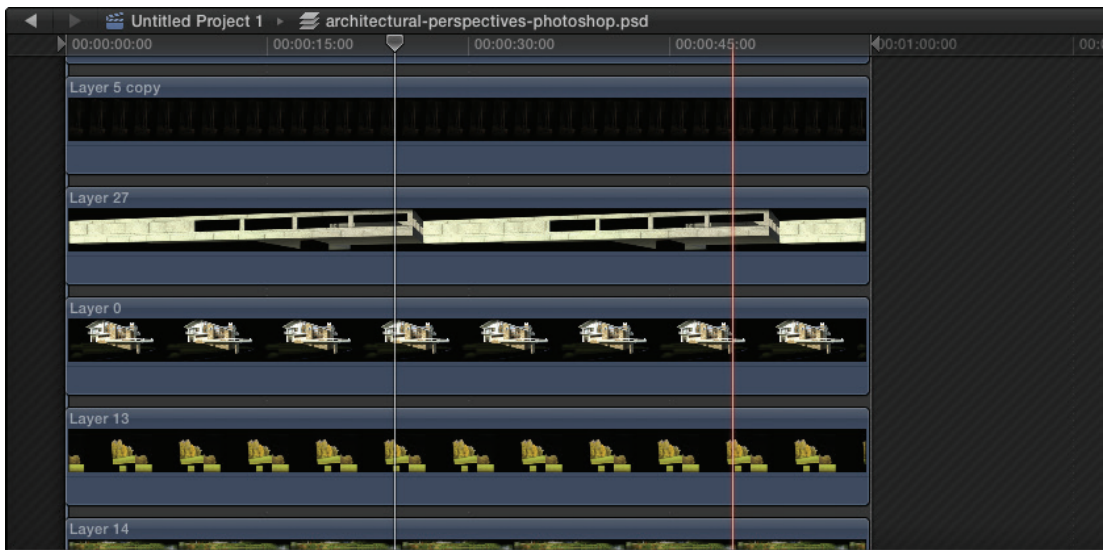 Untitled Project 1 architectural-perspectives-photoshop.psd
00:00:00:00 00:00:15:00 00:00:30:00 00:00:45:00 00:01:00:00
Layer 5 copy
Layer 27
Layer 0
Layer 13
Layer 14